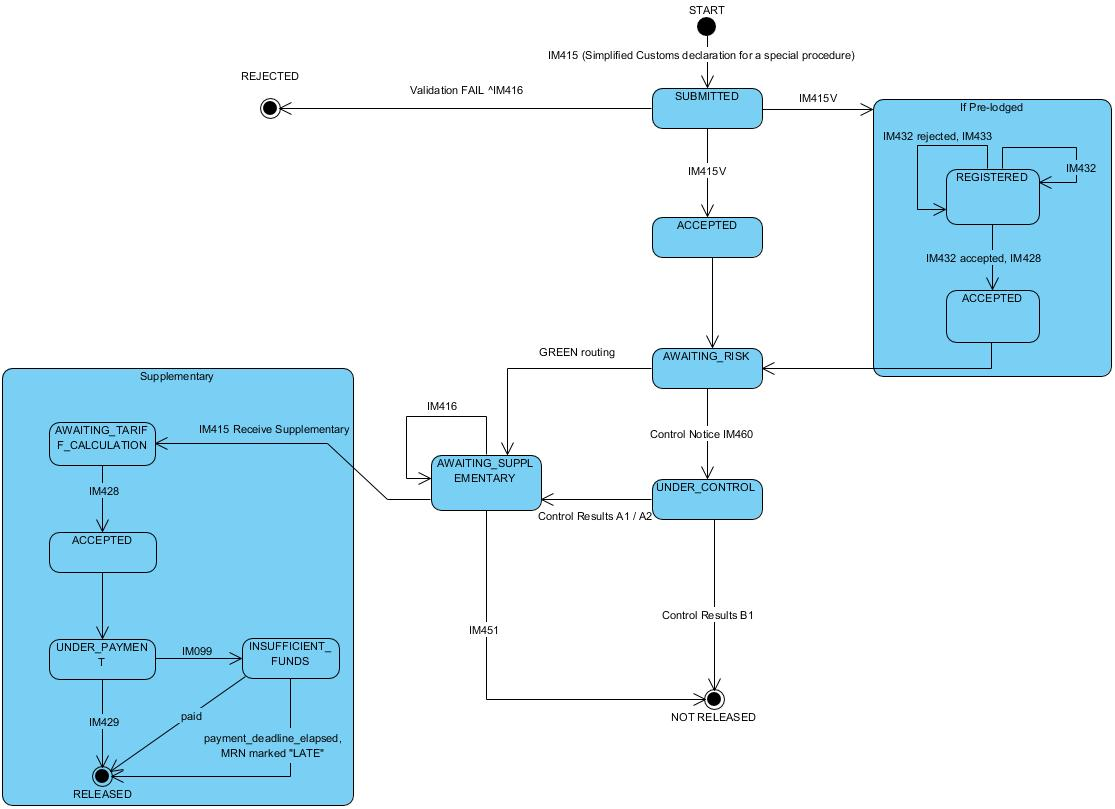 START
IM415 (Simplified Customs declaration for a special procedure)
REJECTED
Validation FAIL ^IM416
SUBMITTED
IM415V
If Pre-lodged
IM432 rejected, IM433
IM432
REGISTERED
IM415V
ACCEPTED
IM432 accepted, IM428
ACCEPTED
GREEN routing
AWAITING_RISK
Supplementary
IM416
IM415 Receive Supplementary
AWAITING_TARIF
F_CALCULATION
Control Notice IM460
AWAITING_SUPPL
EMENTARY
UNDER_CONTROL
IM428
Control Results A1 / A2
ACCEPTED
Control Results B1
IM451
UNDER_PAYMEN
T
IM099
INSUFFICIENT_
FUNDS
paid
IM429
payment_deadline_elapsed,
MRN marked "LATE"
NOT RELEASED
RELEASED